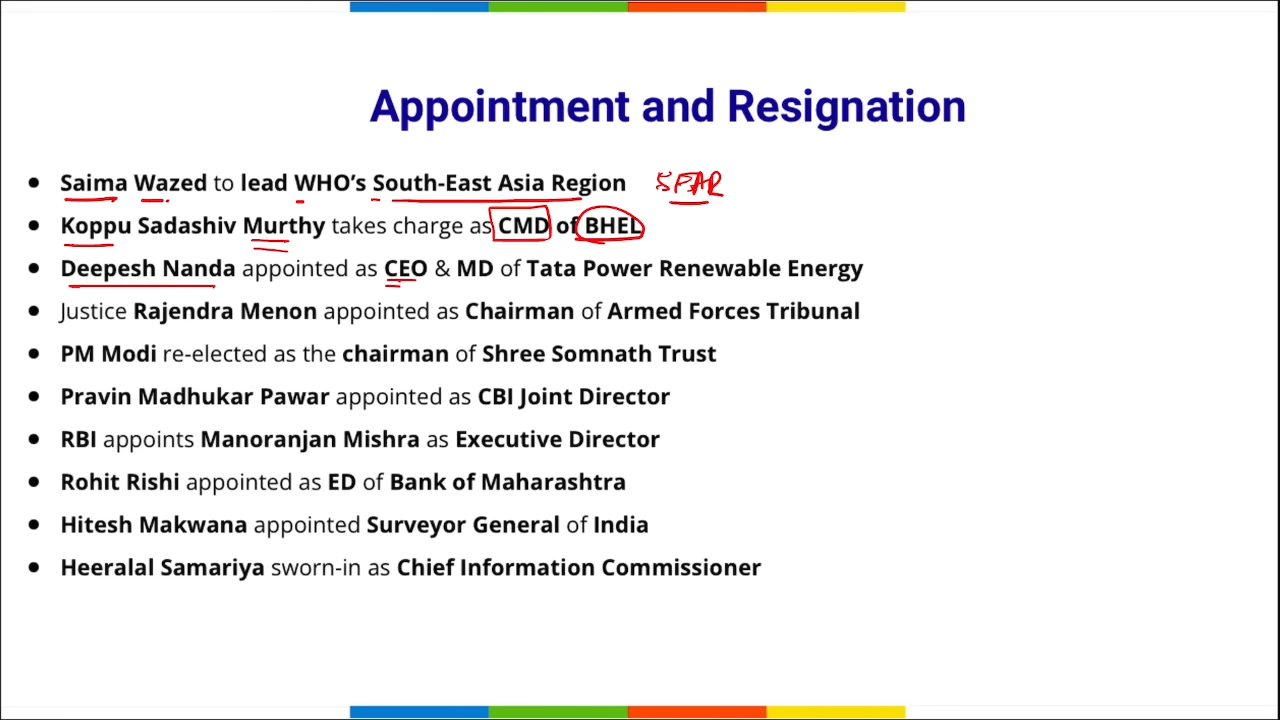 Appointment and Resignation
• Saima Wazed to lead WHO's South-East Asia Region SEAR
• Koppu Sadashiv Murthy takes charge as CMD of BHEL
• Deepesh Nanda appointed as CEO & MD of Tata Power Renewable Energy
• Justice Rajendra Menon appointed as Chairman of Armed Forces Tribunal
• PM Modi re-elected as the chairman of Shree Somnath Trust
• Pravin Madhukar Pawar appointed as CBI Joint Director
• RBI appoints Manoranjan Mishra as Executive Director
• Rohit Rishi appointed as ED of Bank of Maharashtra
• Hitesh Makwana appointed Surveyor General of India
• Heeralal Samariya sworn-in as Chief Information Commissioner